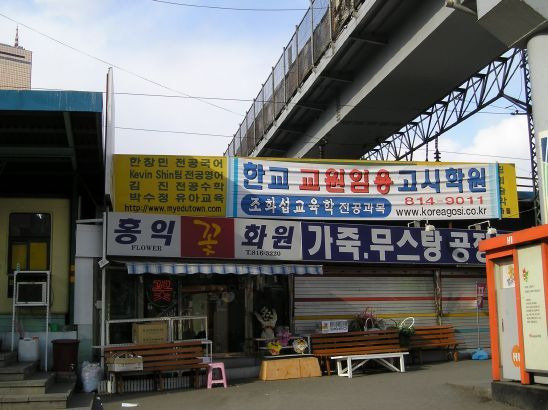 한창민 전공국어
Kevin Shin팀 전공영어
김 진 전공수학
박수정 유아교육
http://www.myedutown.com
한교 교원임용고시학원
조화섭교육학 전공과목
814-9011
www.koreagosi.co.kr
홍익 꽃 화원
FLOWER
T.816-5220
가죽.무스탕 공장